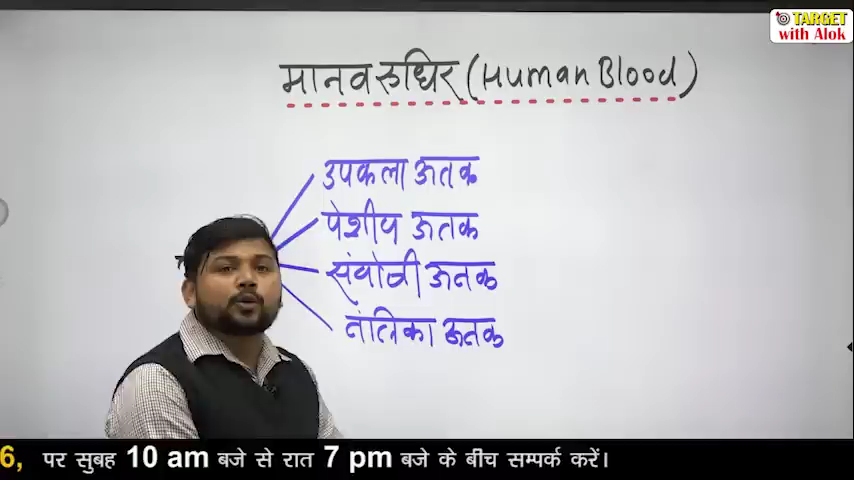 TARGET
with Alok
मानव रुधिर (Human Blood)
उपकला ऊतक
पेशीय ऊतक
संयोजी ऊतक
तंत्रिका ऊतक
6, पर सुबह 10 am बजे से रात 7 pm बजे के बीच सम्पर्क करें।